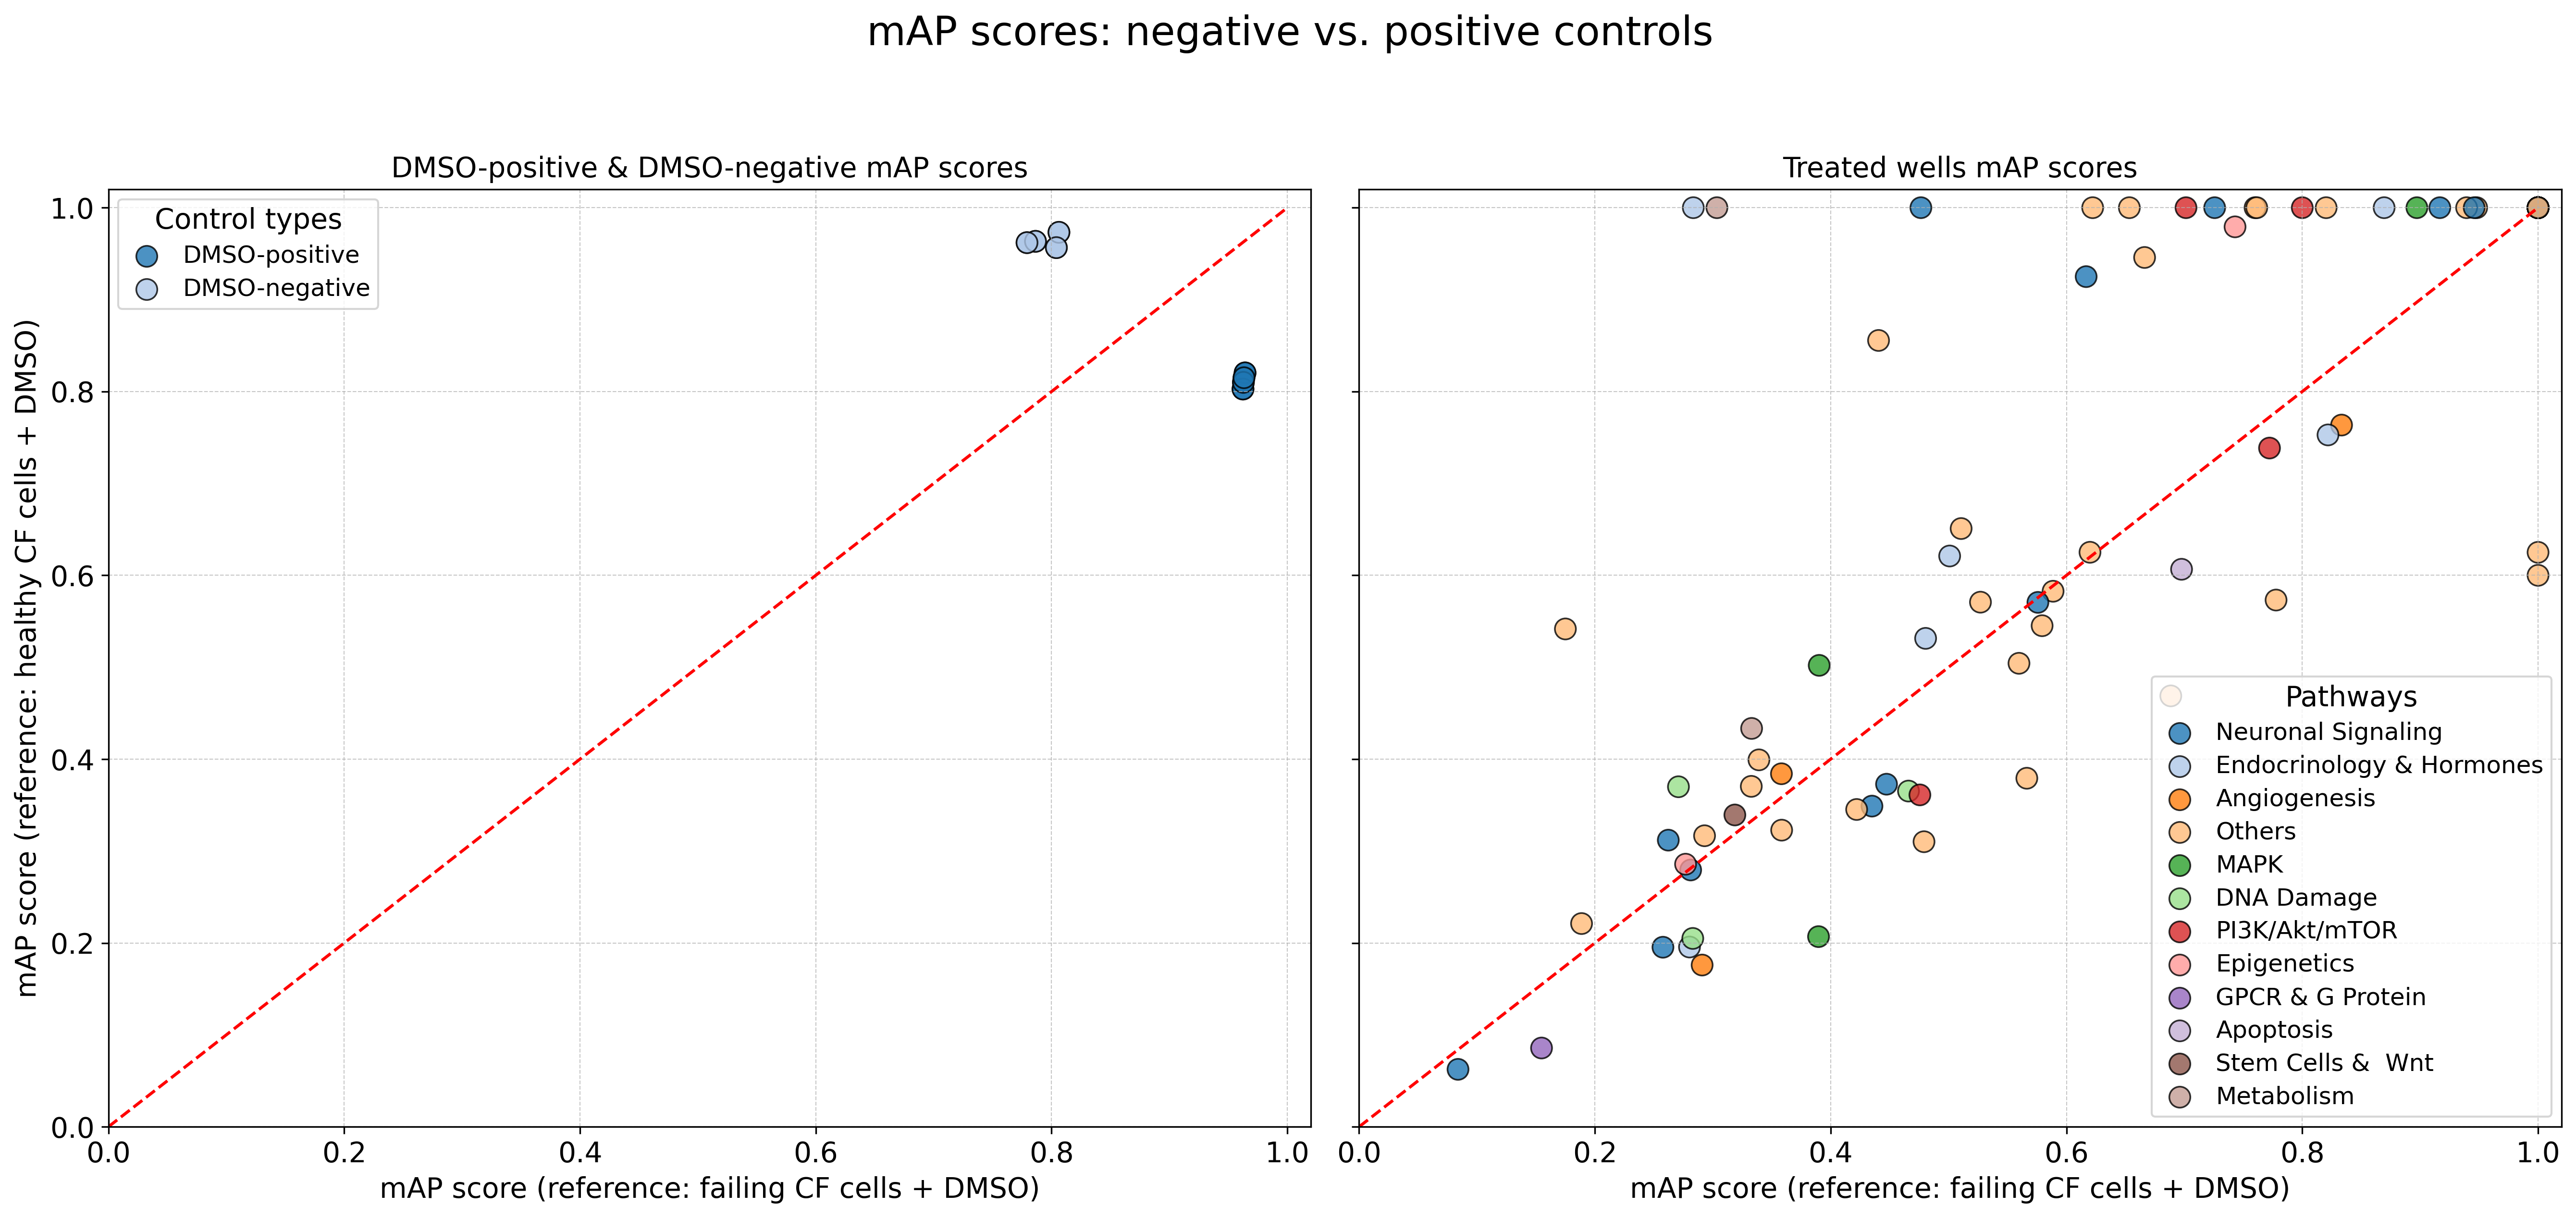 mAP scores: negative vs. positive controls
DMSO-positive & DMSO-negative mAP scores
mAP score (reference: healthy CF cells + DMSO)
1.0
0.8
0.6
0.4
0.2
0.0
Control types
DMSO-positive
DMSO-negative
0.0 0.2 0.4 0.6 0.8 1.0
mAP score (reference: failing CF cells + DMSO)
Treated wells mAP scores
Pathways
Neuronal Signaling
Endocrinology & Hormones
Angiogenesis
Others
MAPK
DNA Damage
PI3K/Akt/mTOR
Epigenetics
GPCR & G Protein
Apoptosis
Stem Cells &  Wnt
Metabolism
0.0 0.2 0.4 0.6 0.8 1.0
mAP score (reference: failing CF cells + DMSO)